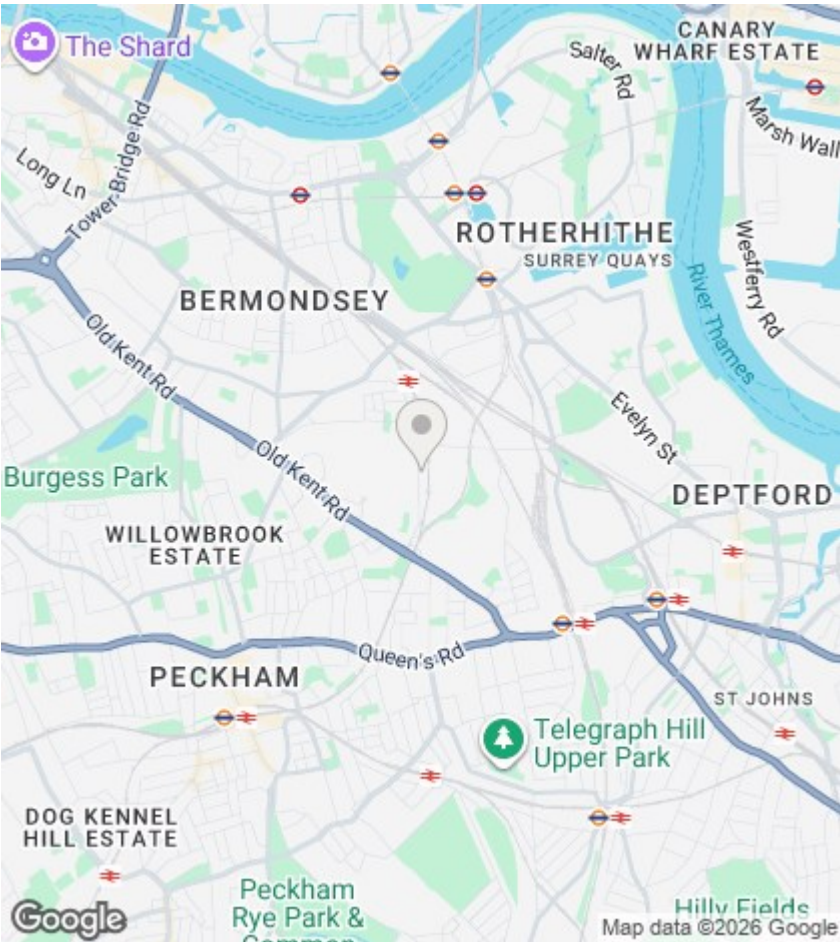 The Shard
CANARY
WHARF ESTATE
Salter Rd
Marsh Wall
Long Ln
Tower Bridge Rd
ROTHERHITHE
SURREY QUAYS
Westferry Rd
River Thames
BERMONDSEY
Old Kent Rd
Evelyn St
Burgess Park
Old Kent Rd
DEPTFORD
WILLOWBROOK
ESTATE
Queen's Rd
PECKHAM
ST JOHNS
Telegraph Hill
Upper Park
DOG KENNEL
HILL ESTATE
Peckham
Rye Park &
Common
Hilly Fields
Google
Map data ©2026 Google